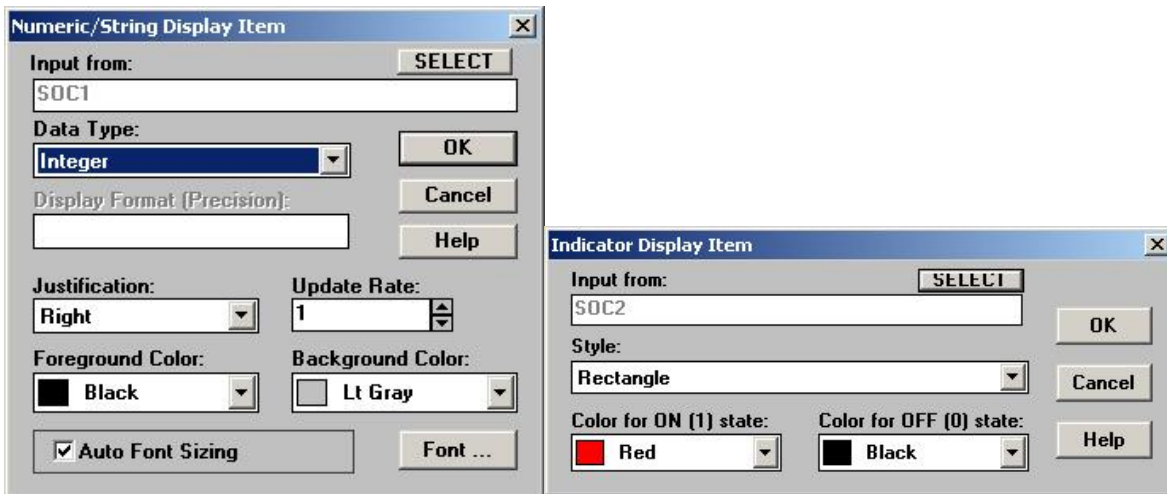 Numeric/String Display Item
Input from: SELECT
SOC1
Data Type:
Integer
OK
Display Format (Precision):
Cancel
Help
Justification: Update Rate:
Right 1
Foreground Color: Background Color:
Black Lt Gray
Auto Font Sizing Font ...
Indicator Display Item
Input from: SELECT
SOC2
OK
Style:
Rectangle
Cancel
Color for ON (1) state: Color for OFF (0) state:
Red Black
Help